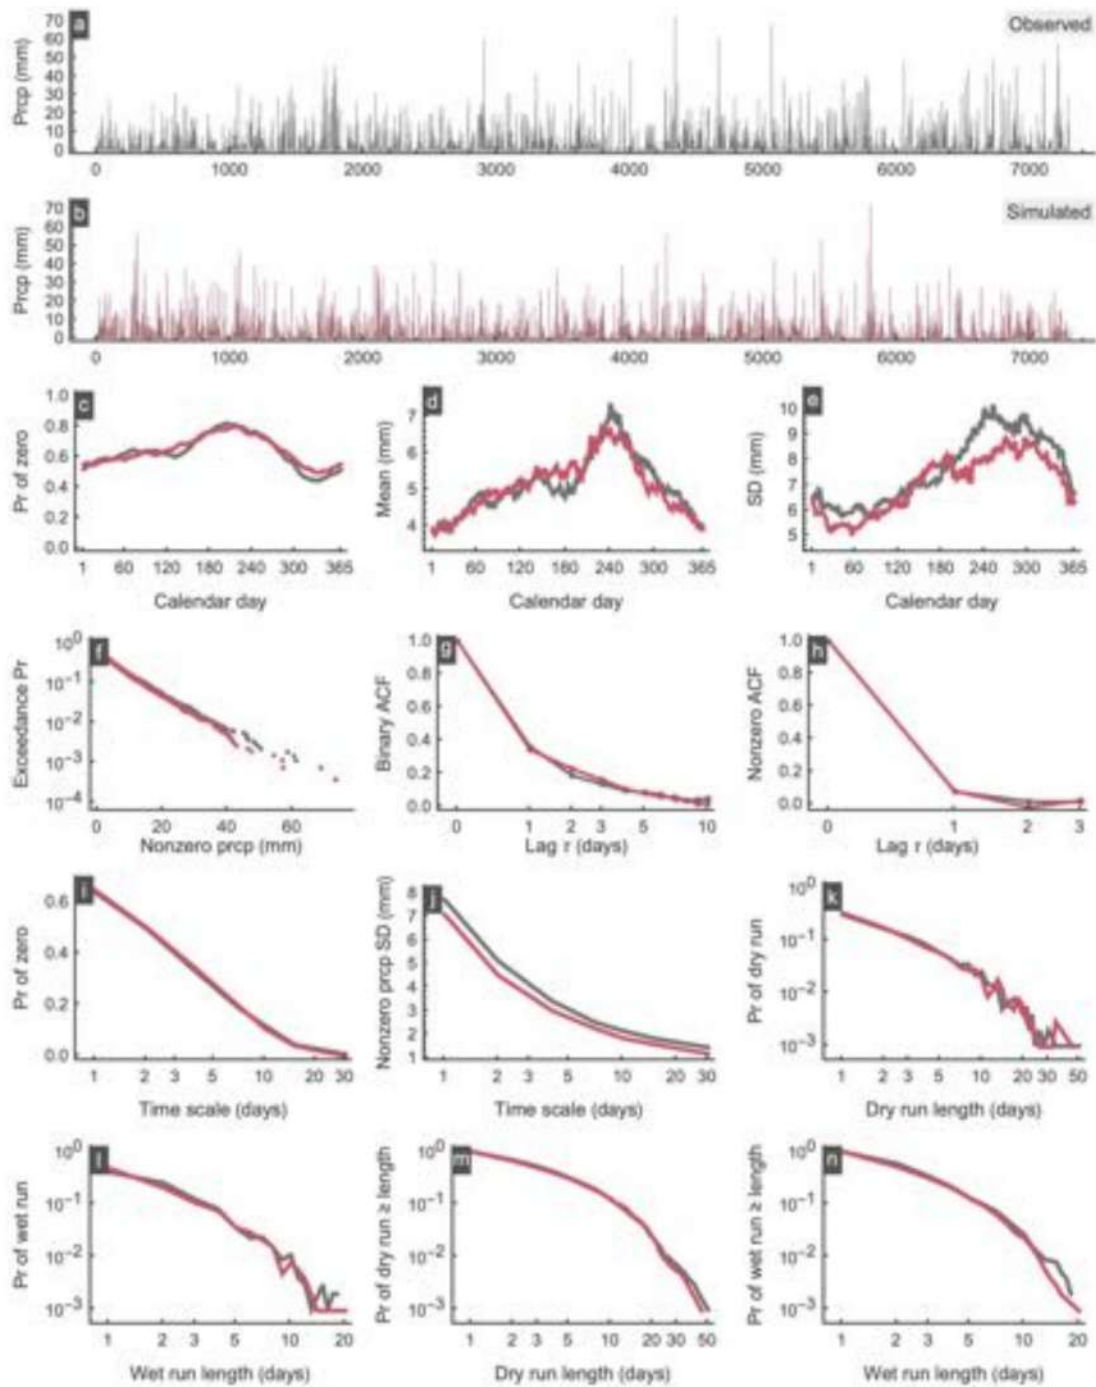 a
Observed
Prcp (mm)
70
60
50
40
30
20
10
0
0 1000 2000 3000 4000 5000 6000 7000
b
Simulated
Prcp (mm)
70
60
50
40
30
20
10
0
0 1000 2000 3000 4000 5000 6000 7000
c
Pr of zero
1.0
0.8
0.6
0.4
0.2
0.0
1 60 120 180 240 300 365
Calendar day
d
Mean (mm)
7
6
5
4
1 60 120 180 240 300 365
Calendar day
e
SD (mm)
10
9
8
7
6
5
1 60 120 180 240 300 365
Calendar day
f
Exceedance Pr
10^0
10^-1
10^-2
10^-3
10^-4
0 20 40 60
Nonzero prcp (mm)
g
Binary ACF
1.0
0.8
0.6
0.4
0.2
0.0
0 1 2 3 5 10
Lag τ (days)
h
Nonzero ACF
1.0
0.8
0.6
0.4
0.2
0.0
0 1 2 3
Lag τ (days)
i
Pr of zero
0.6
0.4
0.2
0.0
1 2 3 5 10 20 30
Time scale (days)
j
Nonzero prcp SD (mm)
8
7
6
5
4
3
2
1
1 2 3 5 10 20 30
Time scale (days)
k
Pr of dry run
10^0
10^-1
10^-2
10^-3
1 2 3 5 10 20 30 50
Dry run length (days)
l
Pr of wet run
10^0
10^-1
10^-2
10^-3
1 2 3 5 10 20
Wet run length (days)
m
Pr of dry run ≥ length
10^0
10^-1
10^-2
10^-3
1 2 3 5 10 20 30 50
Dry run length (days)
n
Pr of wet run ≥ length
10^0
10^-1
10^-2
10^-3
1 2 3 5 10 20
Wet run length (days)